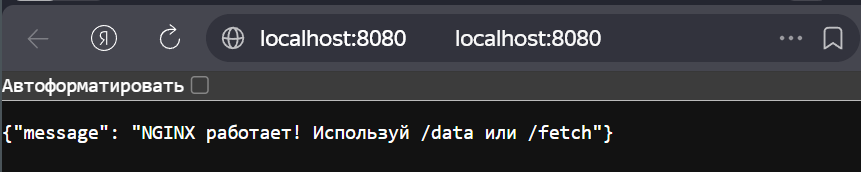 Я localhost:8080 localhost:8080
Автоформатировать
{"message": "NGINX работает! Используй /data или /fetch"}